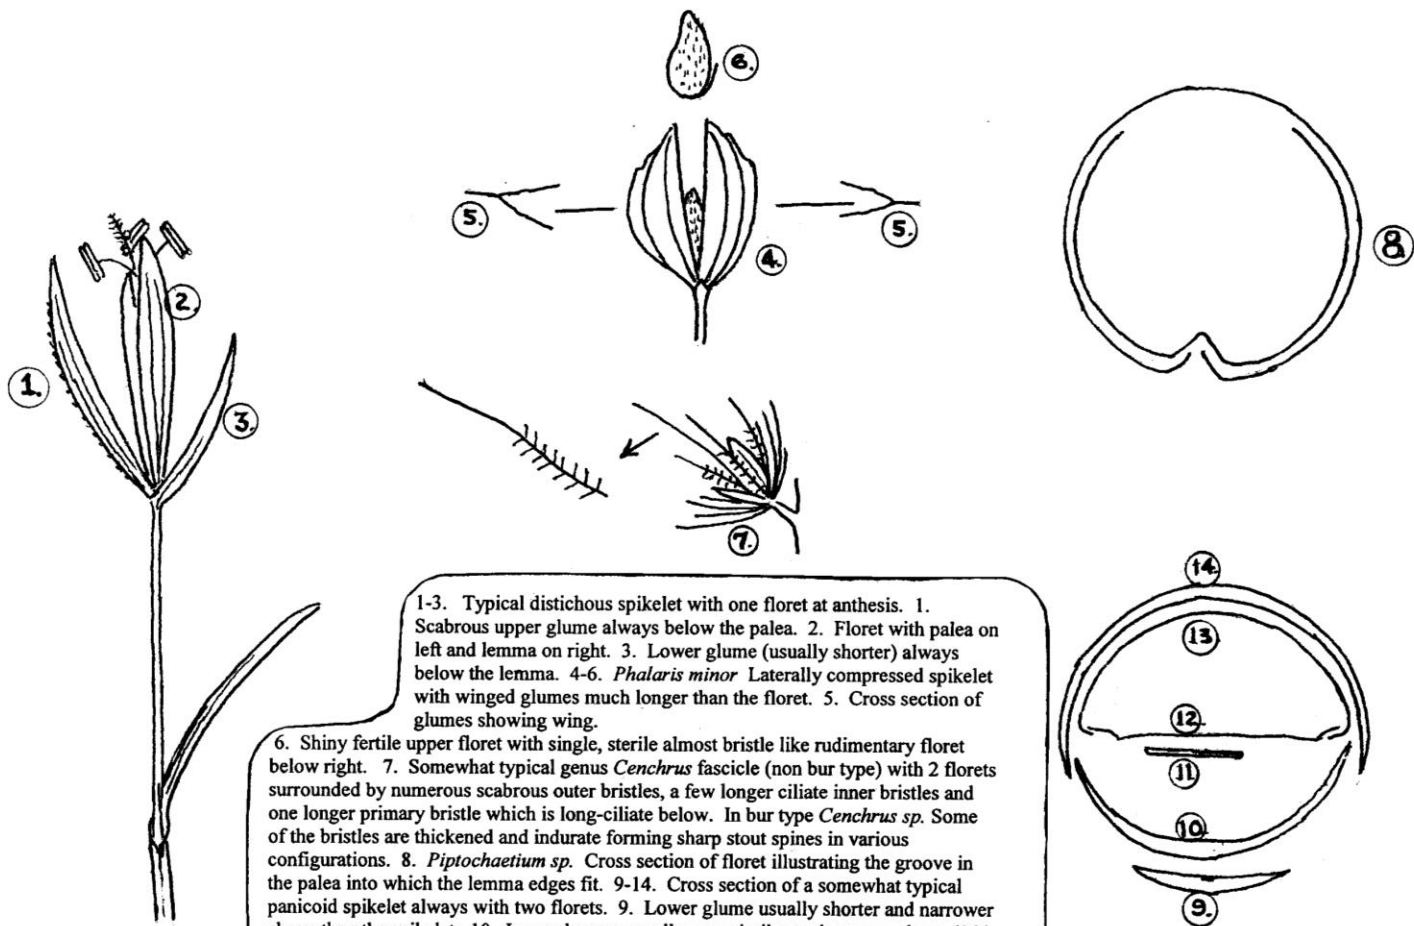 6.
5.
5.
4.
8.
2.
1.
3.
7.
1-3. Typical distichous spikelet with one floret at anthesis. 1.
Scabrous upper glume always below the palea. 2. Floret with palea on
left and lemma on right. 3. Lower glume (usually shorter) always
below the lemma. 4-6. Phalaris minor Laterally compressed spikelet
with winged glumes much longer than the floret. 5. Cross section of
glumes showing wing.
6. Shiny fertile upper floret with single, sterile almost bristle like rudimentary floret
below right. 7. Somewhat typical genus Cenchrus fascicle (non bur type) with 2 florets
surrounded by numerous scabrous outer bristles, a few longer ciliate inner bristles and
one longer primary bristle which is long-ciliate below. In bur type Cenchrus sp. Some
of the bristles are thickened and indurate forming sharp stout spines in various
configurations. 8. Piptochaetium sp. Cross section of floret illustrating the groove in
the palea into which the lemma edges fit. 9-14. Cross section of a somewhat typical
panicoid spikelet always with two florets. 9. Lower glume usually shorter and narrower
14.
13.
12.
11.
10.
9.